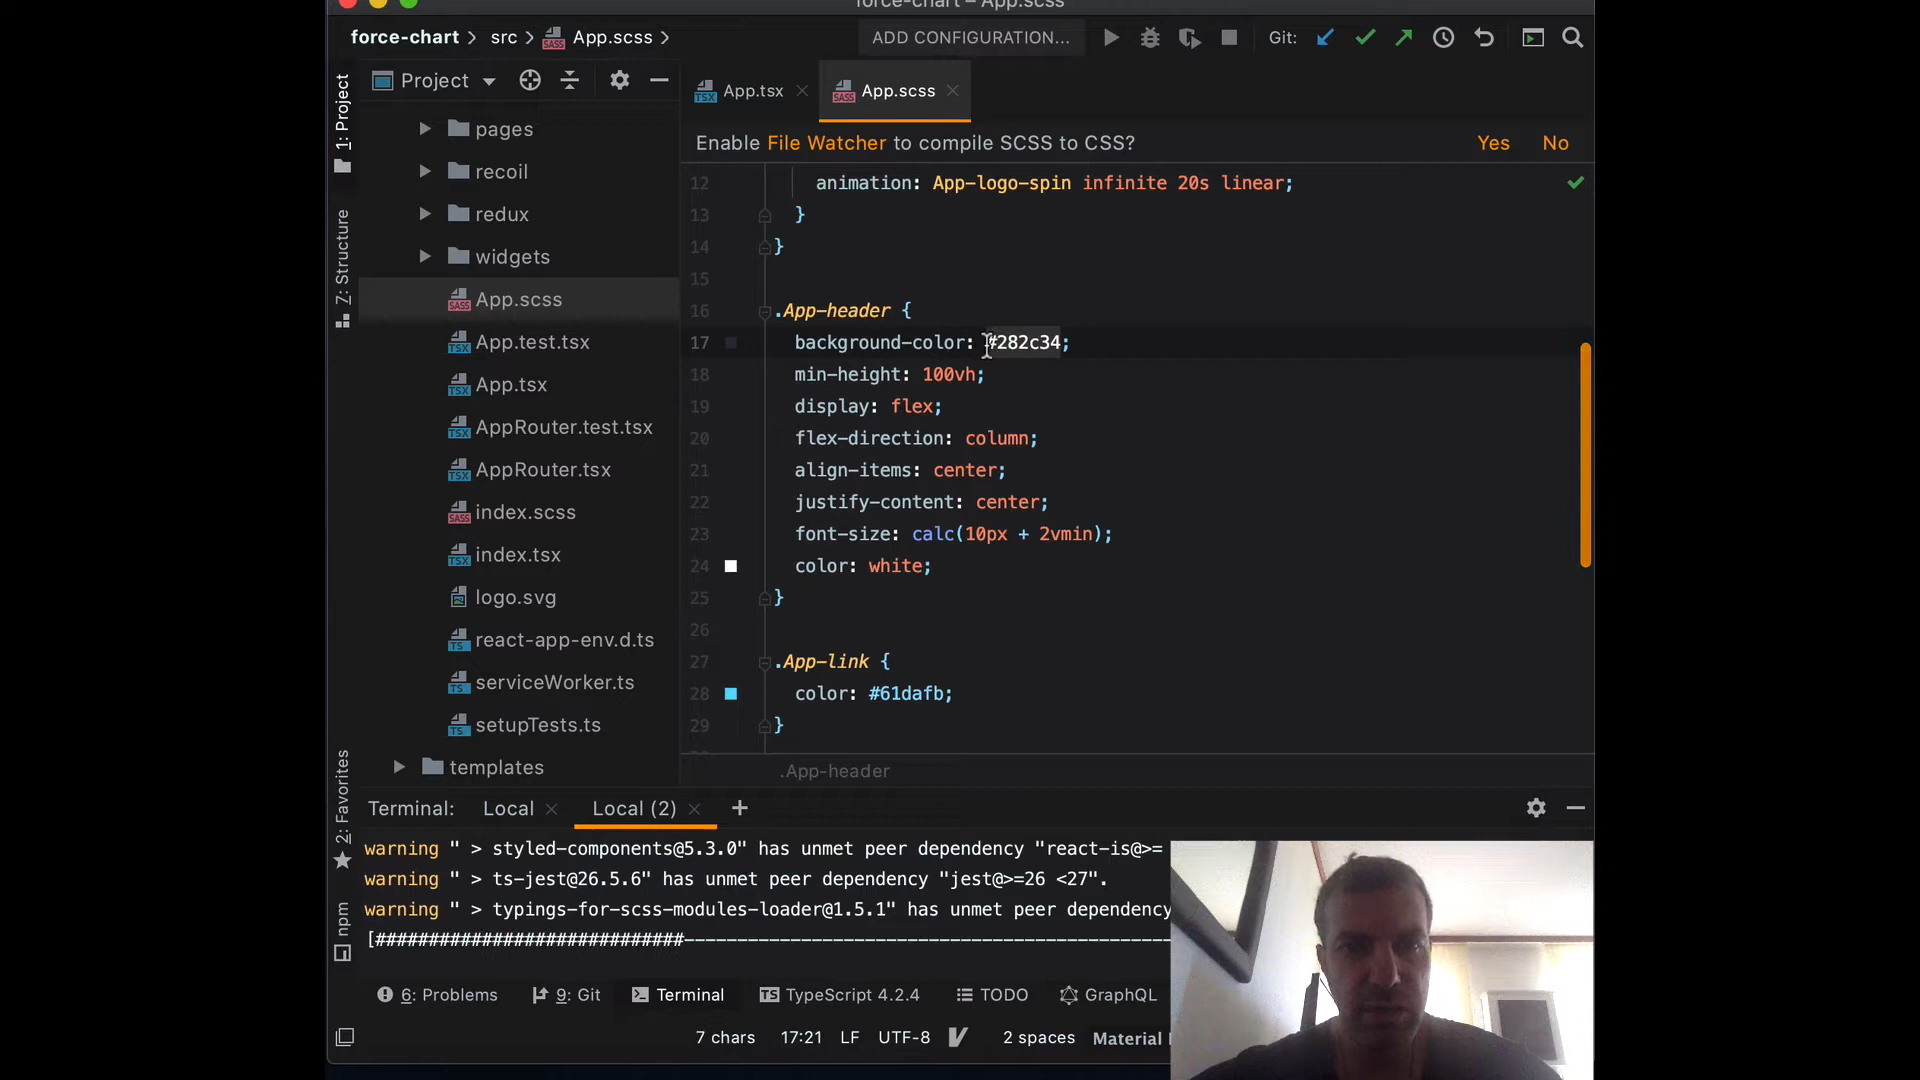 force-chart – App.scss
force-chart src App.scss ADD CONFIGURATION... Git:
Project App.tsx App.scss
1: Project
Enable File Watcher to compile SCSS to CSS? Yes No
pages
recoil
redux
widgets
App.scss
App.test.tsx
App.tsx
AppRouter.test.tsx
AppRouter.tsx
index.scss
index.tsx
logo.svg
react-app-env.d.ts
serviceWorker.ts
setupTests.ts
templates
7: Structure
2: Favorites
npm
12 animation: App-logo-spin infinite 20s linear;
13 }
14 }
15
16 .App-header {
17 background-color: #282c34;
18 min-height: 100vh;
19 display: flex;
20 flex-direction: column;
21 align-items: center;
22 justify-content: center;
23 font-size: calc(10px + 2vmin);
24 color: white;
25 }
26
27 .App-link {
28 color: #61dafb;
29 }
.App-header
Terminal: Local Local (2) +
warning " > styled-components@5.3.0" has unmet peer dependency "react-is@>=
warning " > ts-jest@26.5.6" has unmet peer dependency "jest@>=26 <27".
warning " > typings-for-scss-modules-loader@1.5.1" has unmet peer dependency
[#############################----------------------------------------------
6: Problems 9: Git Terminal TypeScript 4.2.4 TODO GraphQL
7 chars 17:21 LF UTF-8 2 spaces Material